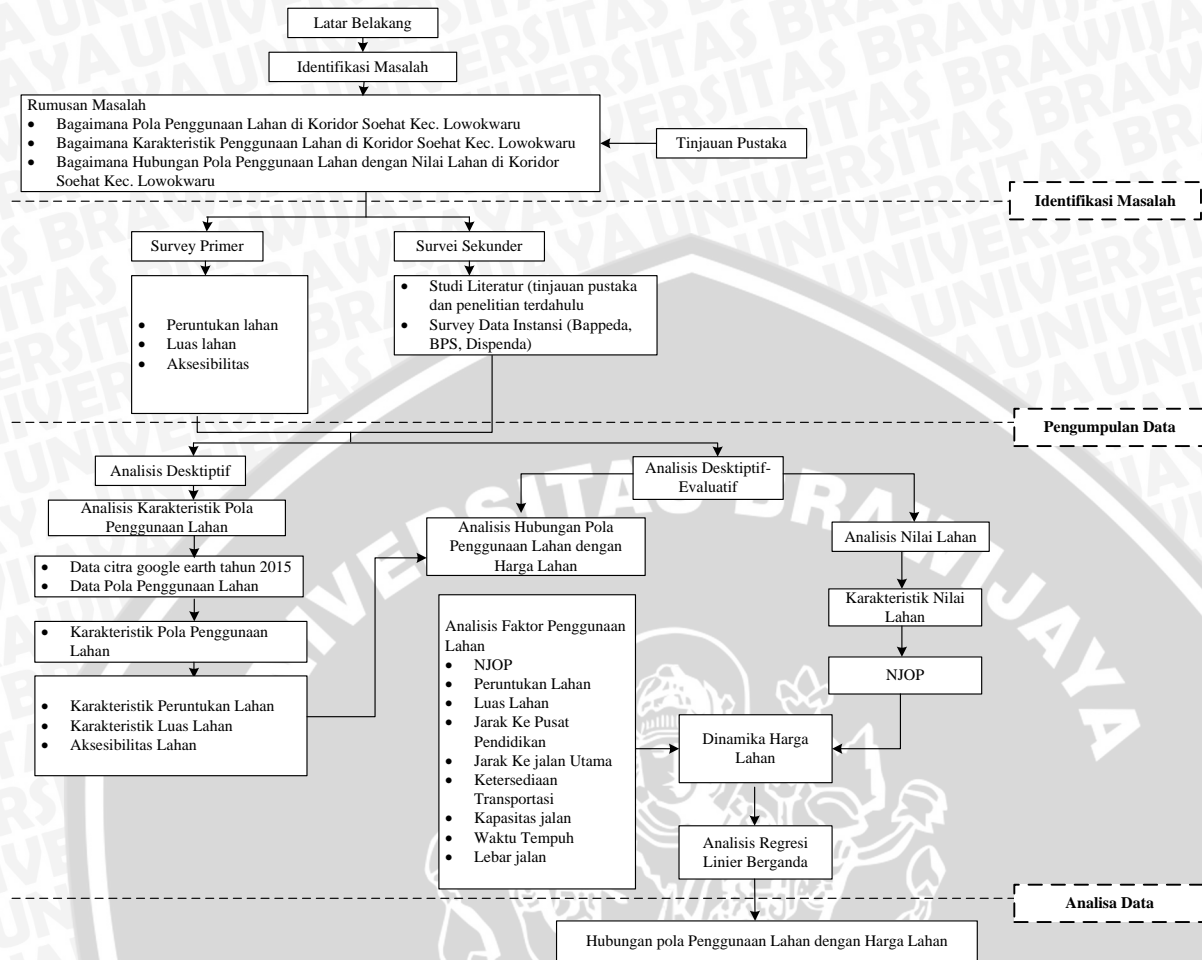 Latar Belakang
Identifikasi Masalah
Rumusan Masalah
• Bagaimana Pola Penggunaan Lahan di Koridor Soehat Kec. Lowokwaru
• Bagaimana Karakteristik Penggunaan Lahan di Koridor Soehat Kec. Lowokwaru
• Bagaimana Hubungan Pola Penggunaan Lahan dengan Nilai Lahan di Koridor
Soehat Kec. Lowokwaru
Tinjauan Pustaka
Identifikasi Masalah
Survey Primer
Survei Sekunder
• Peruntukan lahan
• Luas lahan
• Aksesibilitas
• Studi Literatur (tinjauan pustaka
dan penelitian terdahulu
• Survey Data Instansi (Bappeda,
BPS, Dispenda)
Pengumpulan Data
Analisis Desktiptif
Analisis Desktiptif-
Evaluatif
Analisis Karakteristik Pola
Penggunaan Lahan
Analisis Hubungan Pola
Penggunaan Lahan dengan
Harga Lahan
Analisis Nilai Lahan
• Data citra google earth tahun 2015
• Data Pola Penggunaan Lahan
Karakteristik Nilai
Lahan
• Karakteristik Pola Penggunaan
Lahan
Analisis Faktor Penggunaan
Lahan
• NJOP
• Peruntukan Lahan
• Luas Lahan
• Jarak Ke Pusat
Pendidikan
• Jarak Ke jalan Utama
• Ketersediaan
Transportasi
• Kapasitas jalan
• Waktu Tempuh
• Lebar jalan
NJOP
• Karakteristik Peruntukan Lahan
• Karakteristik Luas Lahan
• Aksesibilitas Lahan
Dinamika Harga
Lahan
Analisis Regresi
Linier Berganda
Analisa Data
Hubungan pola Penggunaan Lahan dengan Harga Lahan
UNIVERSITAS BRAWIJAYA